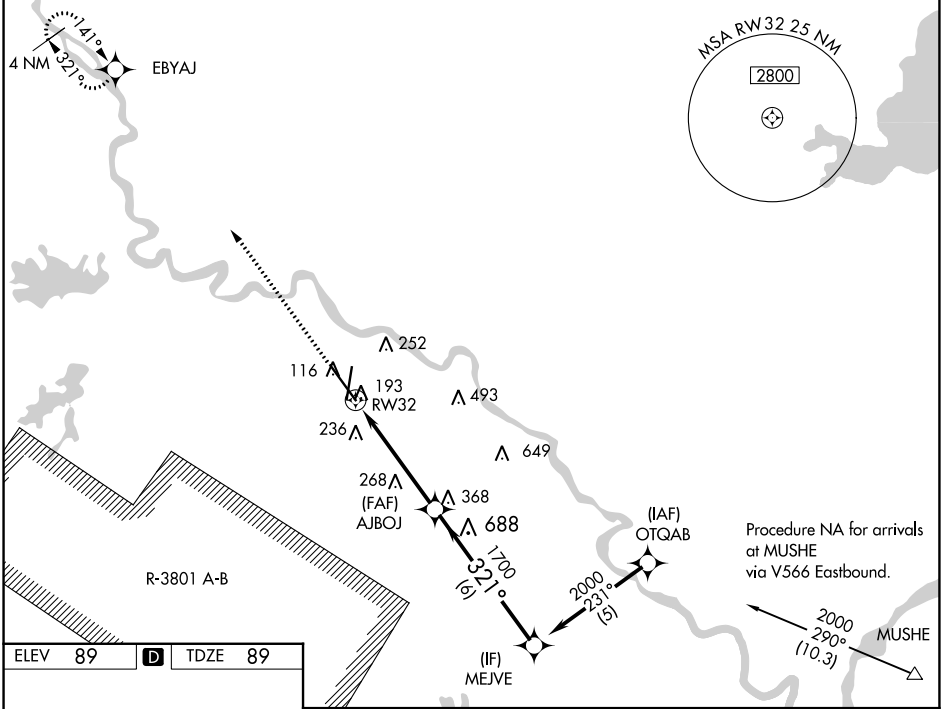 141°
321°
4 NM
EBYAJ
MSA RW32 25 NM
2800
252
116
193
RW32
493
236
649
268
368
(FAF)
AJBOJ
688
1700
321°
(6)
(IAF)
OTQAB
2000
231°
(5)
Procedure NA for arrivals
at MUSHE
via V566 Eastbound.
R-3801 A-B
2000
290°
(10.3)
MUSHE
(IF)
MEJVE
ELEV 89 D TDZE 89